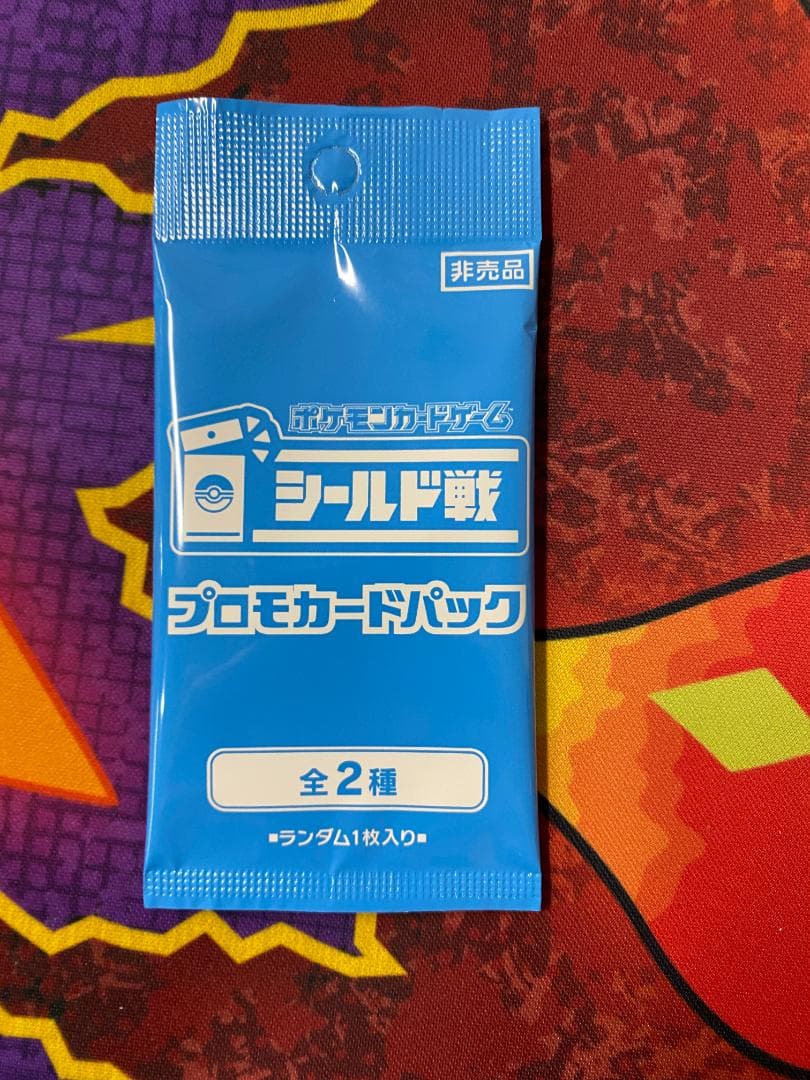 非売品
ポケモンカードゲーム
シールド戦
プロモカードパック
全2種
■ランダム1枚入り■